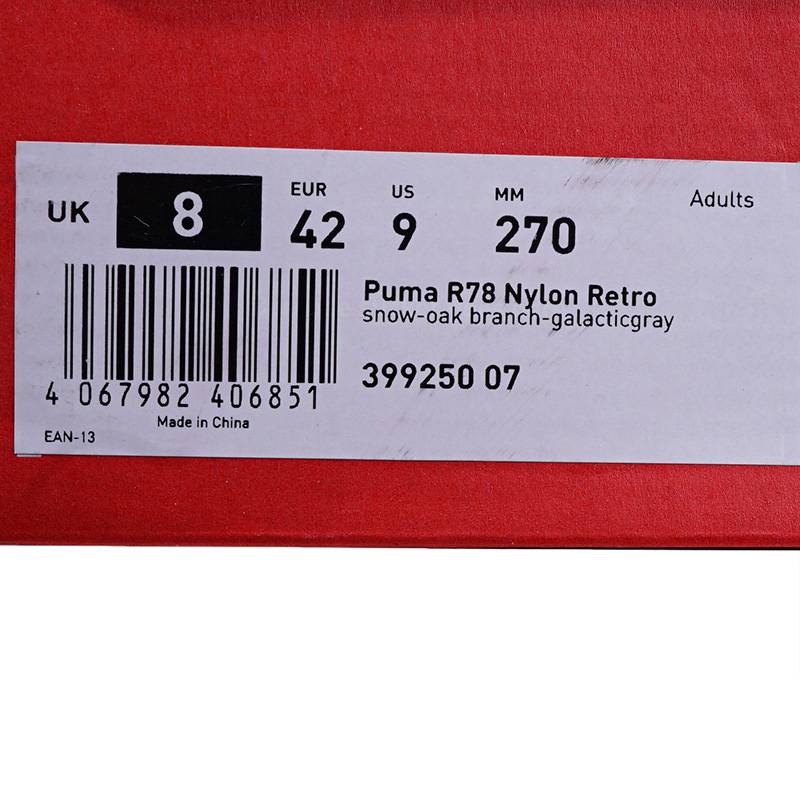 UK 8 EUR 42 US 9 MM 270 Adults
Puma R78 Nylon Retro
snow-oak branch-galacticgray
399250 07
4 067982 406851
Made in China
EAN-13